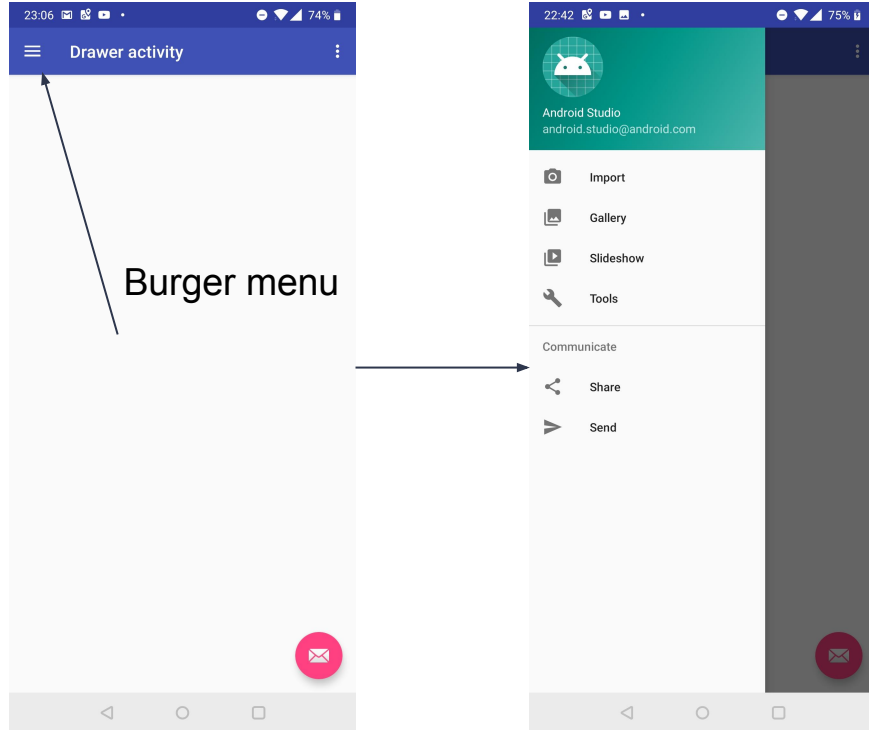 23:06
74%
Drawer activity
Burger menu
22:42
75%
Android Studio
android.studio@android.com
Import
Gallery
Slideshow
Tools
Communicate
Share
Send